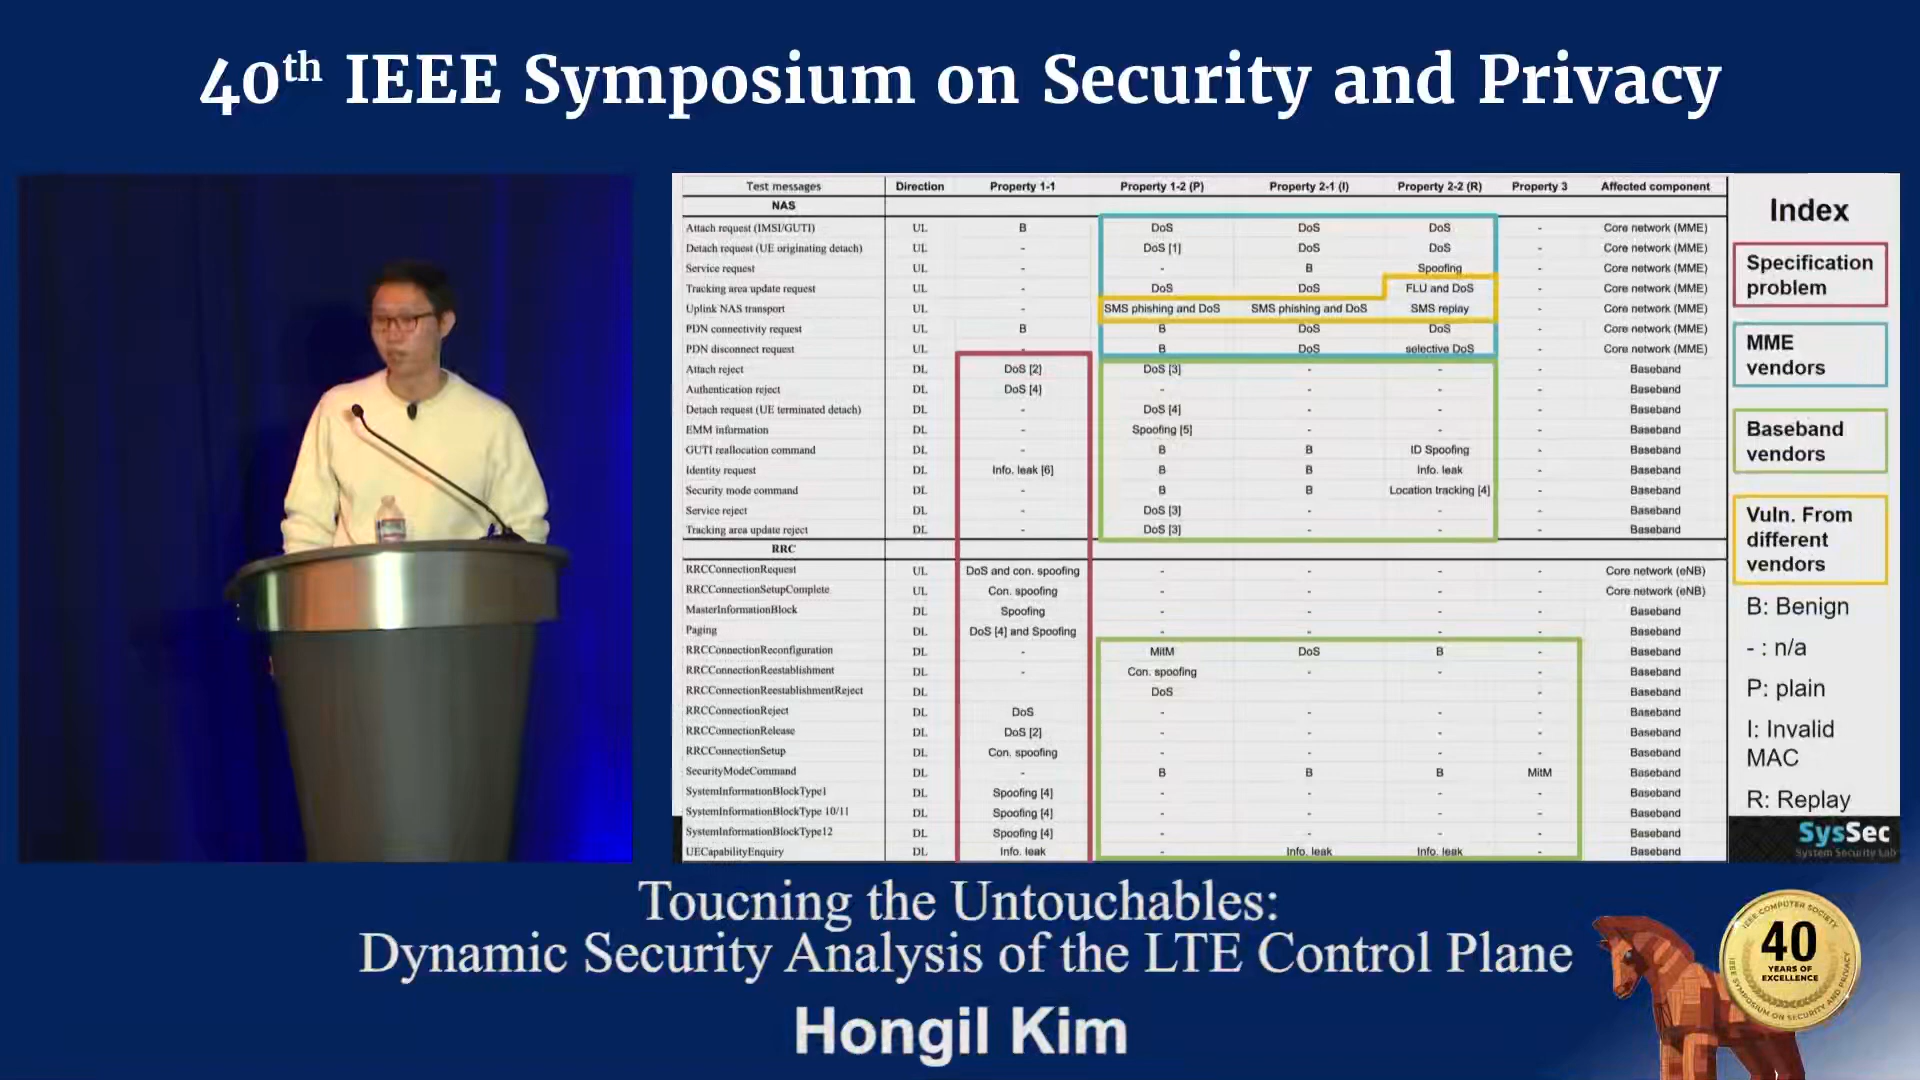 40th IEEE Symposium on Security and Privacy
Test messages Direction Property 1-1 Property 1-2 (P) Property 2-1 (I) Property 2-2 (R) Property 3 Affected component
NAS
Attach request (IMSI/GUTI) UL B DoS DoS DoS - Core network (MME)
Detach request (UE originating detach) UL - DoS [1] DoS DoS - Core network (MME)
Service request UL - - B Spoofing - Core network (MME)
Tracking area update request UL - DoS DoS FLU and DoS - Core network (MME)
Uplink NAS transport UL - SMS phishing and DoS SMS phishing and DoS SMS replay - Core network (MME)
PDN connectivity request UL B B DoS DoS - Core network (MME)
PDN disconnect request UL - B DoS selective DoS - Core network (MME)
Attach reject DL DoS [2] DoS [3] - - - Baseband
Authentication reject DL DoS [4] - - - - Baseband
Detach request (UE terminated detach) DL - DoS [4] - - - Baseband
EMM information DL - Spoofing [5] - - - Baseband
GUTI reallocation command DL - B B ID Spoofing - Baseband
Identity request DL Info. leak [6] B B Info. leak - Baseband
Security mode command DL - B B Location tracking [4] - Baseband
Service reject DL - DoS [3] - - - Baseband
Tracking area update reject DL - DoS [3] - - - Baseband
RRC
RRCConnectionRequest UL DoS and con. spoofing - - - - Core network (eNB)
RRCConnectionSetupComplete UL Con. spoofing - - - - Core network (eNB)
MasterInformationBlock DL Spoofing - - - - Baseband
Paging DL DoS [4] and Spoofing - - - - Baseband
RRCConnectionReconfiguration DL - MitM DoS B - Baseband
RRCConnectionReestablishment DL - Con. spoofing - - - Baseband
RRCConnectionReestablishmentReject DL DoS - Baseband
RRCConnectionReject DL DoS - - - - Baseband
RRCConnectionRelease DL DoS [2] - - - - Baseband
RRCConnectionSetup DL Con. spoofing - - - - Baseband
SecurityModeCommand DL - B B B MitM Baseband
SystemInformationBlockType1 DL Spoofing [4] - - - - Baseband
SystemInformationBlockType 10/11 DL Spoofing [4] - - - - Baseband
SystemInformationBlockType12 DL Spoofing [4] - - - - Baseband
UECapabilityEnquiry DL Info. leak - Info. leak Info. leak - Baseband
Index
Specification
problem
MME
vendors
Baseband
vendors
Vuln. From
different
vendors
B: Benign
- : n/a
P: plain
I: Invalid
MAC
R: Replay
SysSec
System Security Lab
Toucning the Untouchables:
Dynamic Security Analysis of the LTE Control Plane
Hongil Kim
IEEE COMPUTER SOCIETY
40
YEARS OF
EXCELLENCE
IEEE SYMPOSIUM ON SECURITY AND PRIVACY